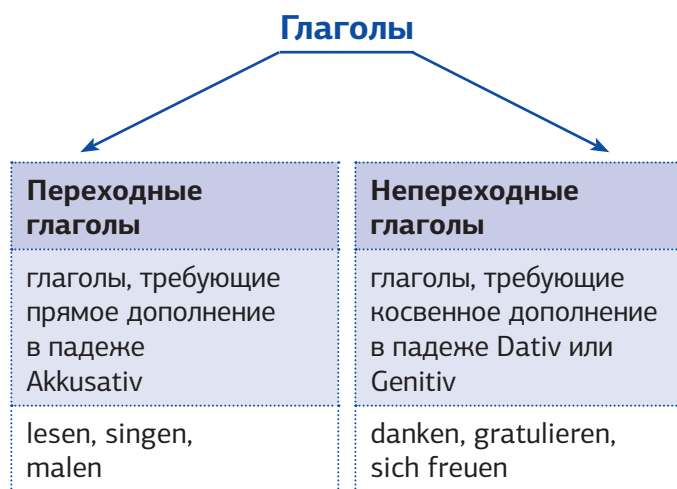 Глаголы
Переходные
глаголы
глаголы, требующие
прямое дополнение
в падеже
Akkusativ
lesen, singen,
malen
Непереходные
глаголы
глаголы, требующие
косвенное дополнение
в падеже Dativ или
Genitiv
danken, gratulieren,
sich freuen